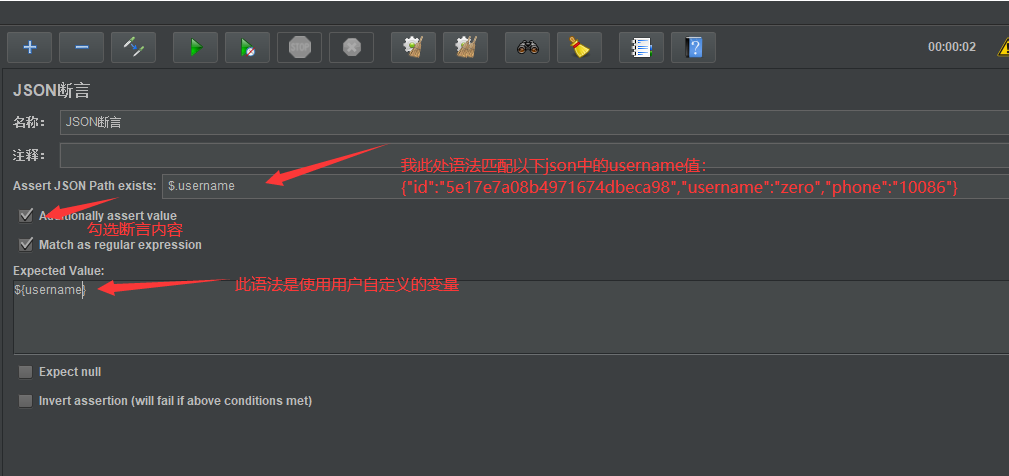 STOP
00:00:02
JSON断言
名称：
JSON断言
注释：
我此处语法匹配以下json中的username值：
Assert JSON Path exists:
$.username
{"id":"5e17e7a08b4971674dbeca98","username":"zero","phone":"10086"}
Additionally assert value
勾选断言内容
Match as regular expression
Expected Value:
${username}
此语法是使用用户自定义的变量
Expect null
Invert assertion (will fail if above conditions met)